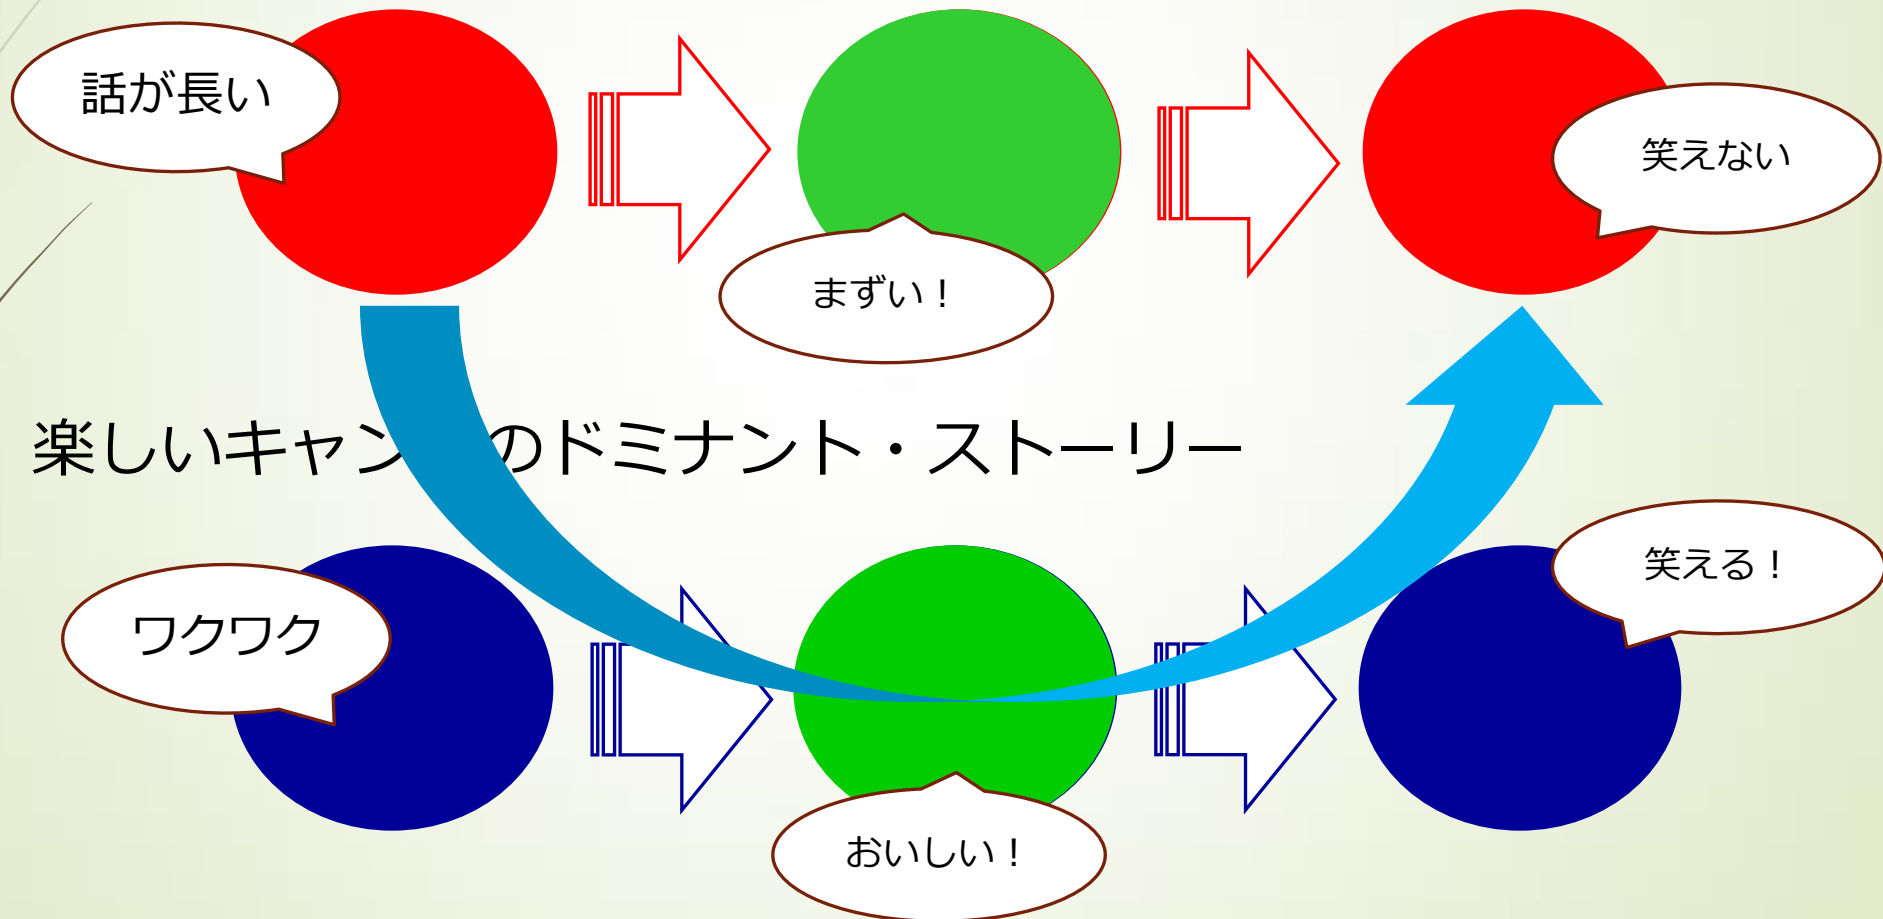 話が長い
笑えない
まずい！
楽しいキャンのドミナント・ストーリー
笑える！
ワクワク
おいしい！